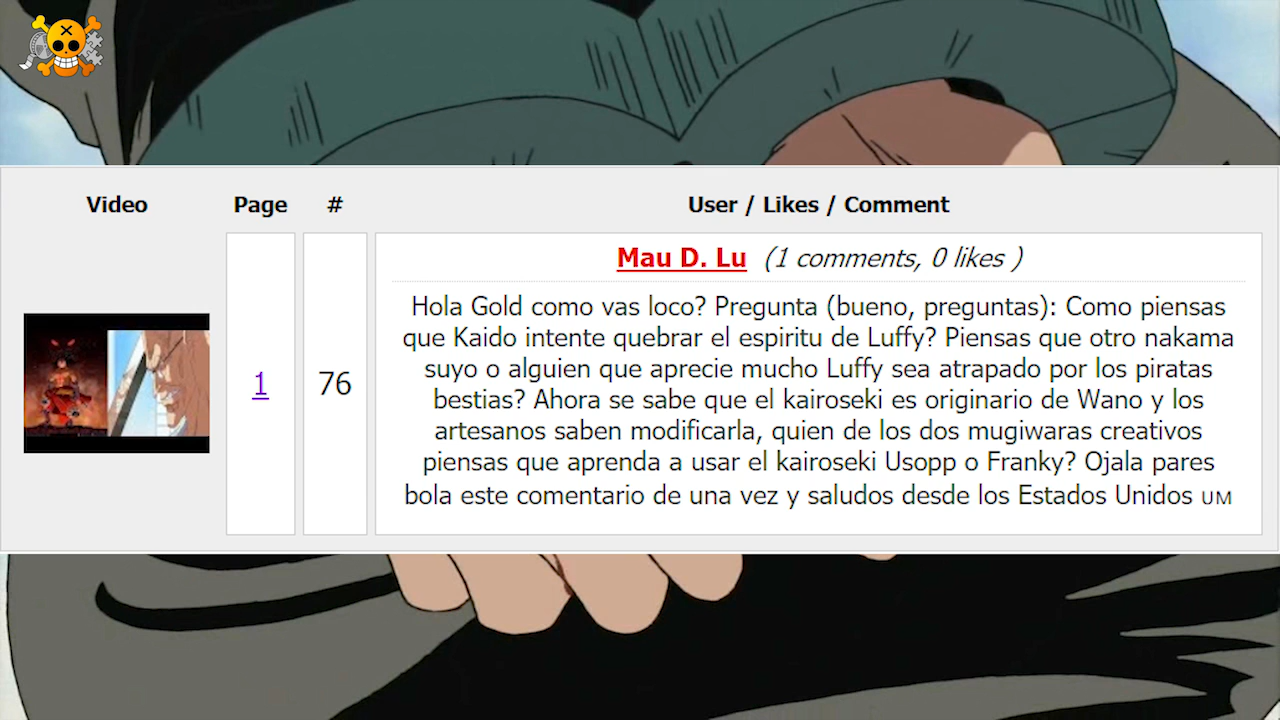 Video Page # User / Likes / Comment
Mau D. Lu (1 comments, 0 likes )
Hola Gold como vas loco? Pregunta (bueno, preguntas): Como piensas
que Kaido intente quebrar el espiritu de Luffy? Piensas que otro nakama
suyo o alguien que aprecie mucho Luffy sea atrapado por los piratas
bestias? Ahora se sabe que el kairoseki es originario de Wano y los
artesanos saben modificarla, quien de los dos mugiwaras creativos
piensas que aprenda a usar el kairoseki Usopp o Franky? Ojala pares
bola este comentario de una vez y saludos desde los Estados Unidos UM
1
76